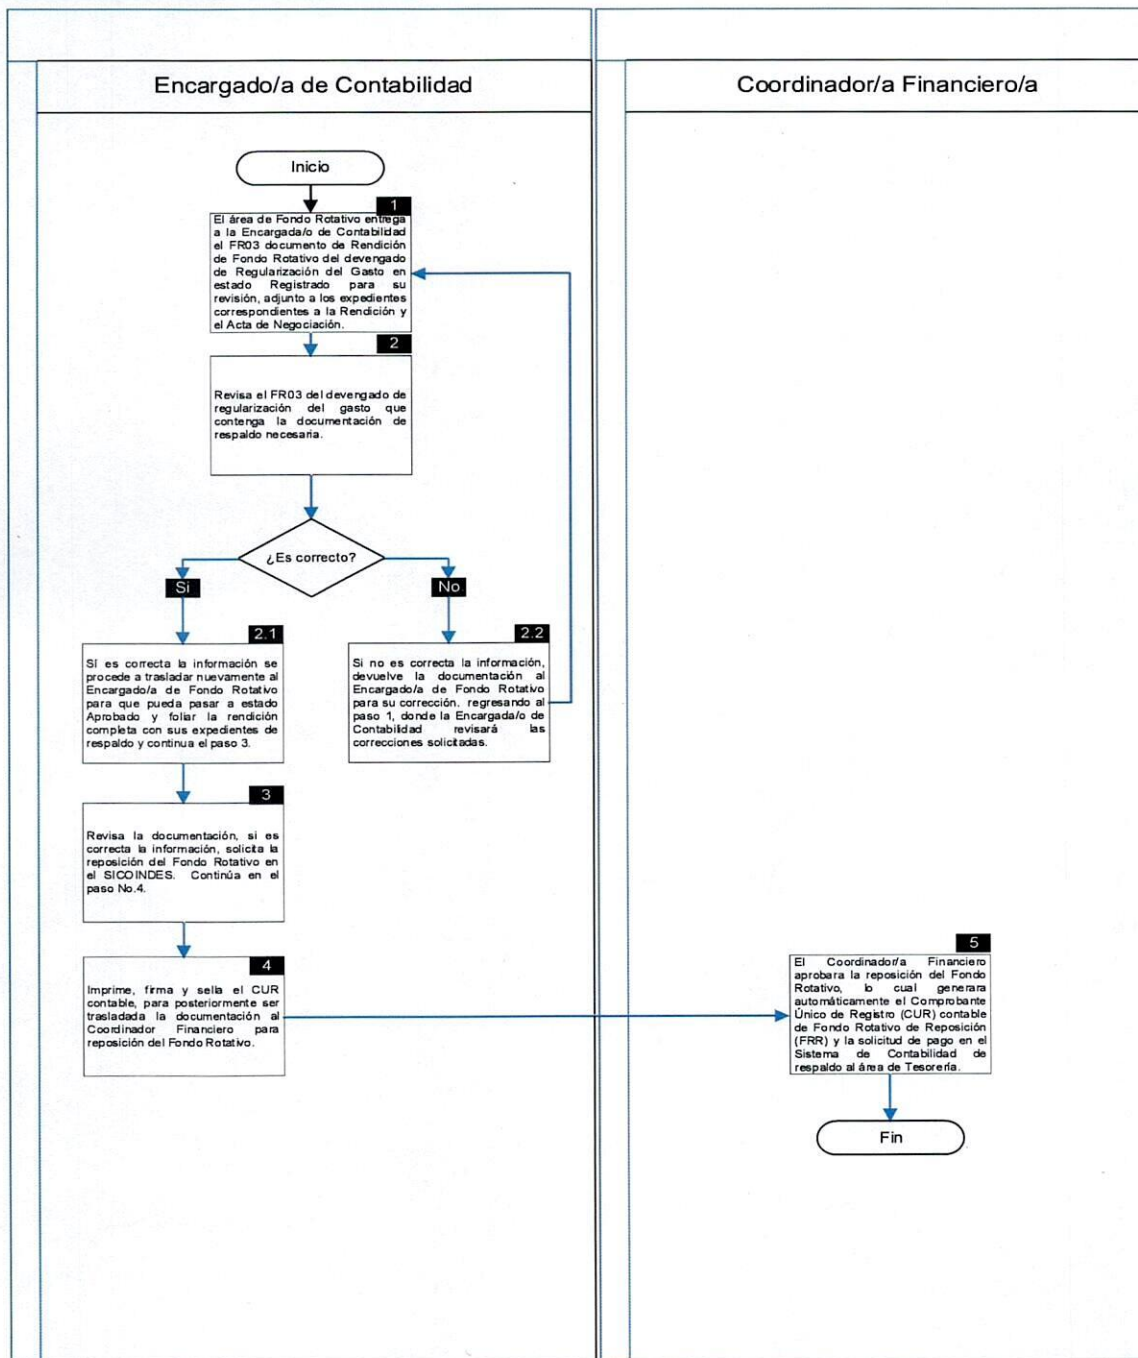 Encargado/a de Contabilidad
Coordinador/a Financiero/a
Inicio
1
El área de Fondo Rotativo entrega
a la Encargada/o de Contabilidad
el FR03 documento de Rendición
de Fondo Rotativo del devengado
de Regularización del Gasto en
estado Registrado para su
revisión, adjunto a los expedientes
correspondientes a la Rendición y
el Acta de Negociación.
2
Revisa el FR03 del devengado de
regularización del gasto que
contenga la documentación de
respaldo necesaria.
¿Es correcto?
Si
No
2.1
Sí es correcta la información se
procede a trasladar nuevamente al
Encargado/a de Fondo Rotativo
para que pueda pasar a estado
Aprobado y foliar la rendición
completa con sus expedientes de
respaldo y continua el paso 3.
2.2
Si no es correcta la información,
devuelve la documentación al
Encargado/a de Fondo Rotativo
para su corrección. regresando al
paso 1, donde la Encargada/o de
Contabilidad revisará las
correcciones solicitadas.
3
Revisa la documentación, si es
correcta la información, solicita la
reposición del Fondo Rotativo en
el SICOINDES. Continúa en el
paso No.4.
4
Imprime, firma y sella el CUR
contable, para posteriormente ser
trasladada la documentación al
Coordinador Financiero para
reposición del Fondo Rotativo.
5
El Coordinador/a Financiero
aprobara la reposición del Fondo
Rotativo, lo cual generara
automáticamente el Comprobante
Único de Registro (CUR) contable
de Fondo Rotativo de Reposición
(FRR) y la solicitud de pago en el
Sistema de Contabilidad de
respaldo al área de Tesorería.
Fin